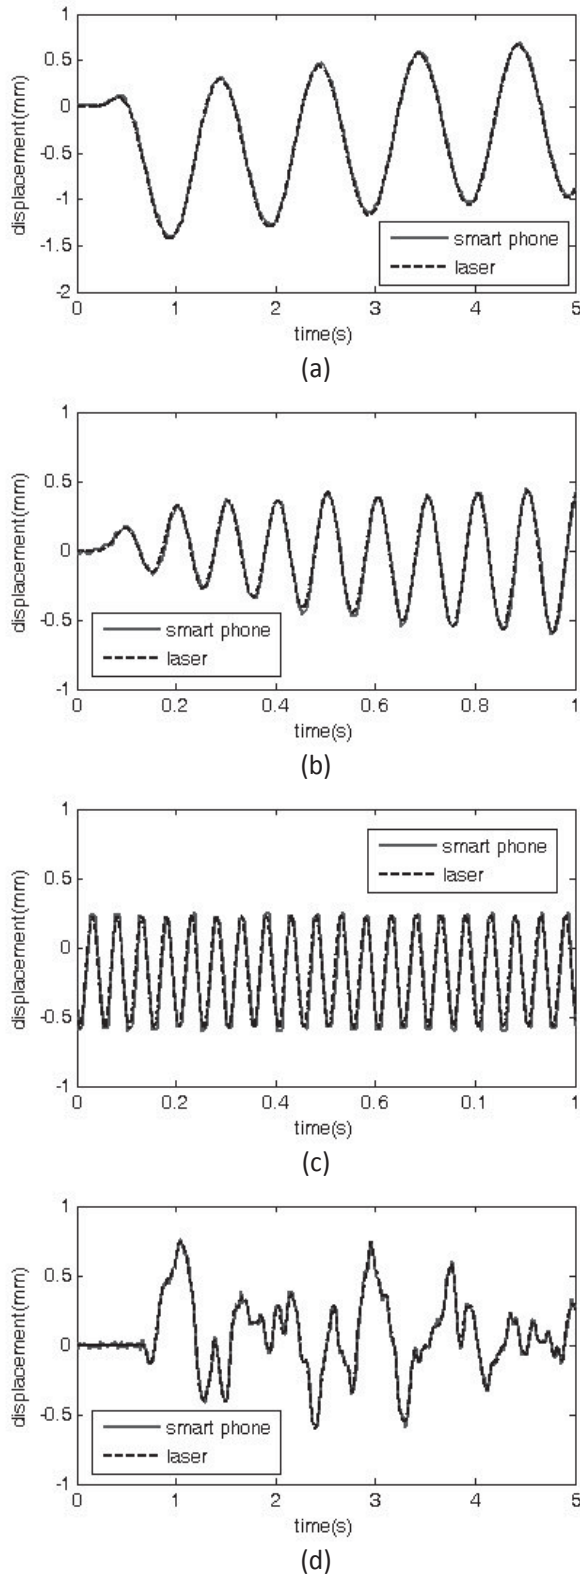 1
0.5
0
-0.5
-1
-1.5
-2
displacement(mm)
smart phone
laser
0 1 2 3 4 5
time(s)
(a)
1
0.5
0
-0.5
-1
displacement(mm)
smart phone
laser
0 0.2 0.4 0.6 0.8 1
time(s)
(b)
1
0.5
0
-0.5
-1
displacement(mm)
smart phone
laser
0 0.2 0.4 0.6 0.1 1
time(s)
(c)
1
0.5
0
-0.5
-1
displacement(mm)
smart phone
laser
0 1 2 3 4 5
time(s)
(d)